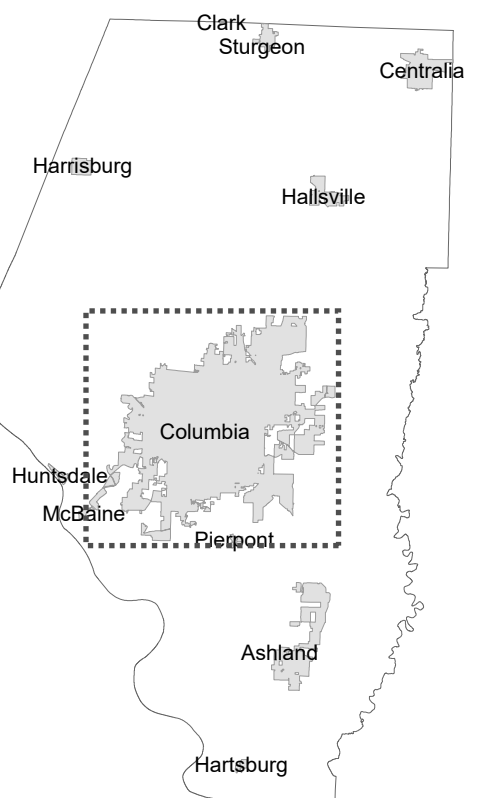 Clark
Sturgeon
Centralia
Harrisburg
Hallsville
Columbia
Huntsdale
McBaine
Pierpont
Ashland
Hartsburg